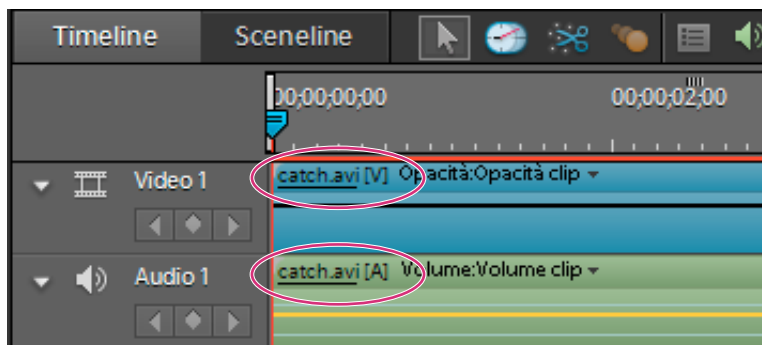 Timeline Sceneline
00;00;00;00 00;00;02;00
Video 1 catch.avi [V] Opacità:Opacità clip
Audio 1 catch.avi [A] Volume:Volume clip